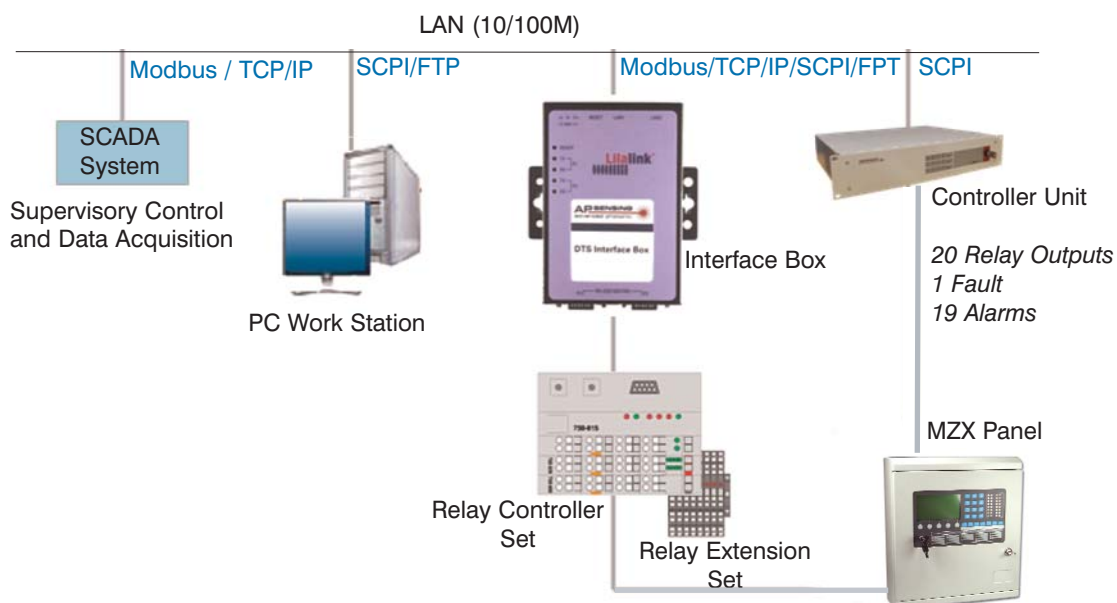 LAN (10/100M)
Modbus / TCP/IP
SCPI/FTP
Modbus/TCP/IP/SCPI/FPT
SCPI
SCADA
System
Supervisory Control
and Data Acquisition
PC Work Station
Lilalink
AP SENSING
DTS Interface Box
Interface Box
Controller Unit
20 Relay Outputs
1 Fault
19 Alarms
Relay Controller
Set
Relay Extension
Set
MZX Panel